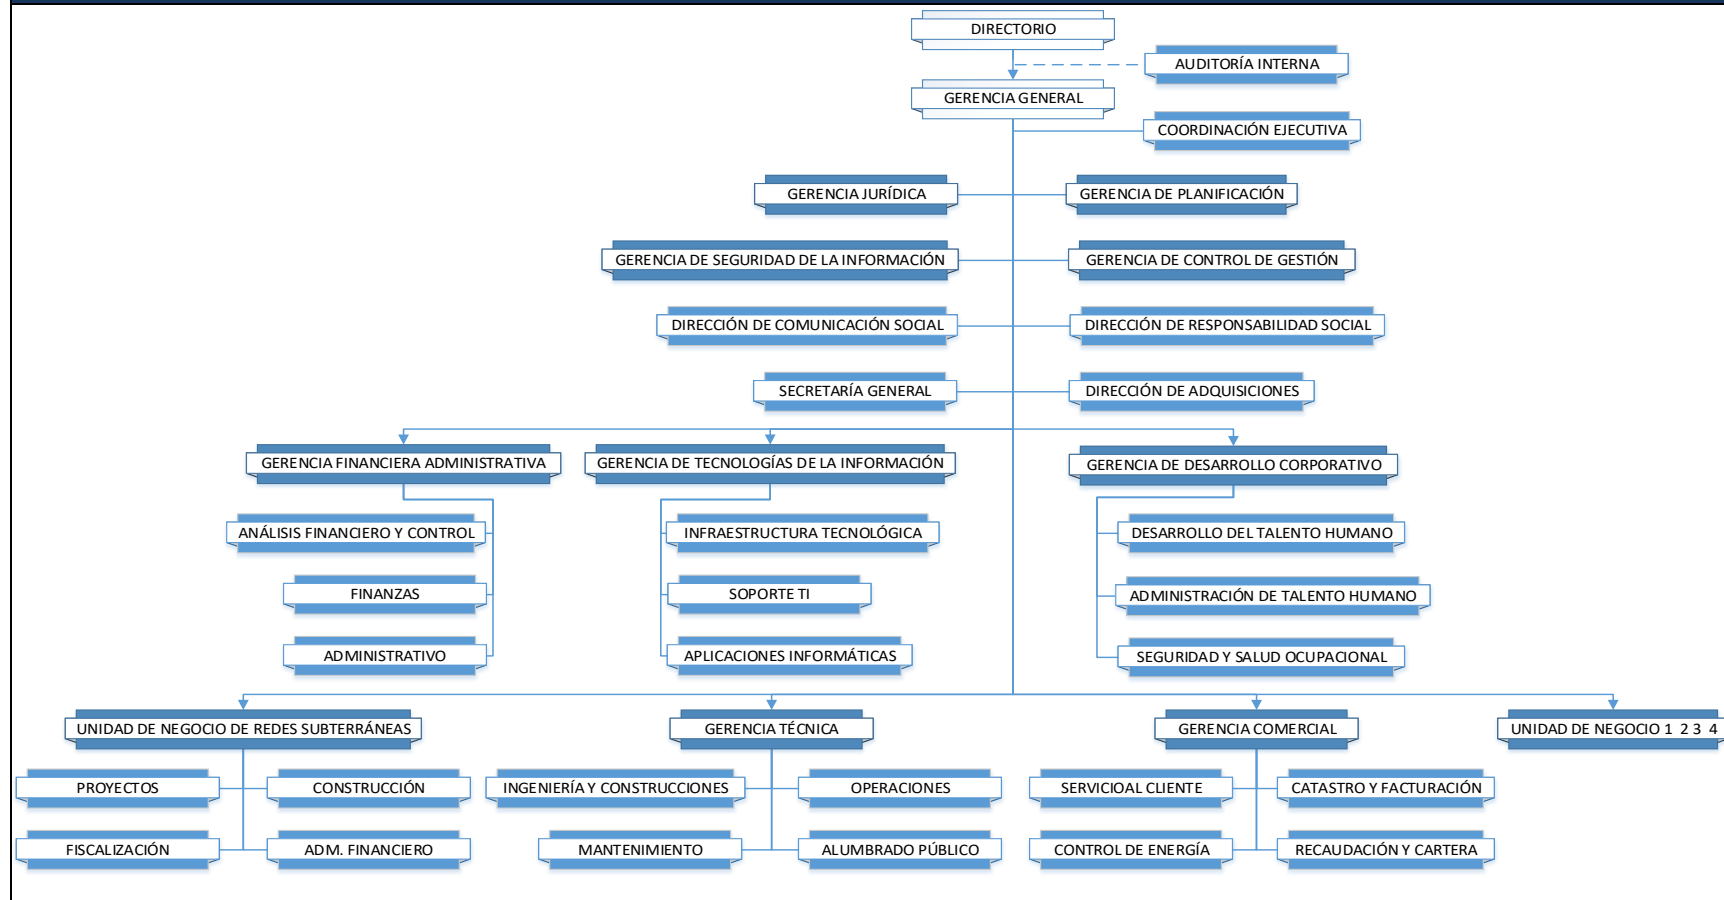 DIRECTORIO
AUDITORÍA INTERNA
GERENCIA GENERAL
COORDINACIÓN EJECUTIVA
GERENCIA JURÍDICA
GERENCIA DE PLANIFICACIÓN
GERENCIA DE SEGURIDAD DE LA INFORMACIÓN
GERENCIA DE CONTROL DE GESTIÓN
DIRECCIÓN DE COMUNICACIÓN SOCIAL
DIRECCIÓN DE RESPONSABILIDAD SOCIAL
SECRETARÍA GENERAL
DIRECCIÓN DE ADQUISICIONES
GERENCIA FINANCIERA ADMINISTRATIVA
GERENCIA DE TECNOLOGÍAS DE LA INFORMACIÓN
GERENCIA DE DESARROLLO CORPORATIVO
ANÁLISIS FINANCIERO Y CONTROL
INFRAESTRUCTURA TECNOLÓGICA
DESARROLLO DEL TALENTO HUMANO
FINANZAS
SOPORTE TI
ADMINISTRACIÓN DE TALENTO HUMANO
ADMINISTRATIVO
APLICACIONES INFORMÁTICAS
SEGURIDAD Y SALUD OCUPACIONAL
UNIDAD DE NEGOCIO DE REDES SUBTERRÁNEAS
GERENCIA TÉCNICA
GERENCIA COMERCIAL
UNIDAD DE NEGOCIO 1 2 3 4
PROYECTOS
CONSTRUCCIÓN
INGENIERÍA Y CONSTRUCCIONES
OPERACIONES
SERVICIOAL CLIENTE
CATASTRO Y FACTURACIÓN
FISCALIZACIÓN
ADM. FINANCIERO
MANTENIMIENTO
ALUMBRADO PÚBLICO
CONTROL DE ENERGÍA
RECAUDACIÓN Y CARTERA